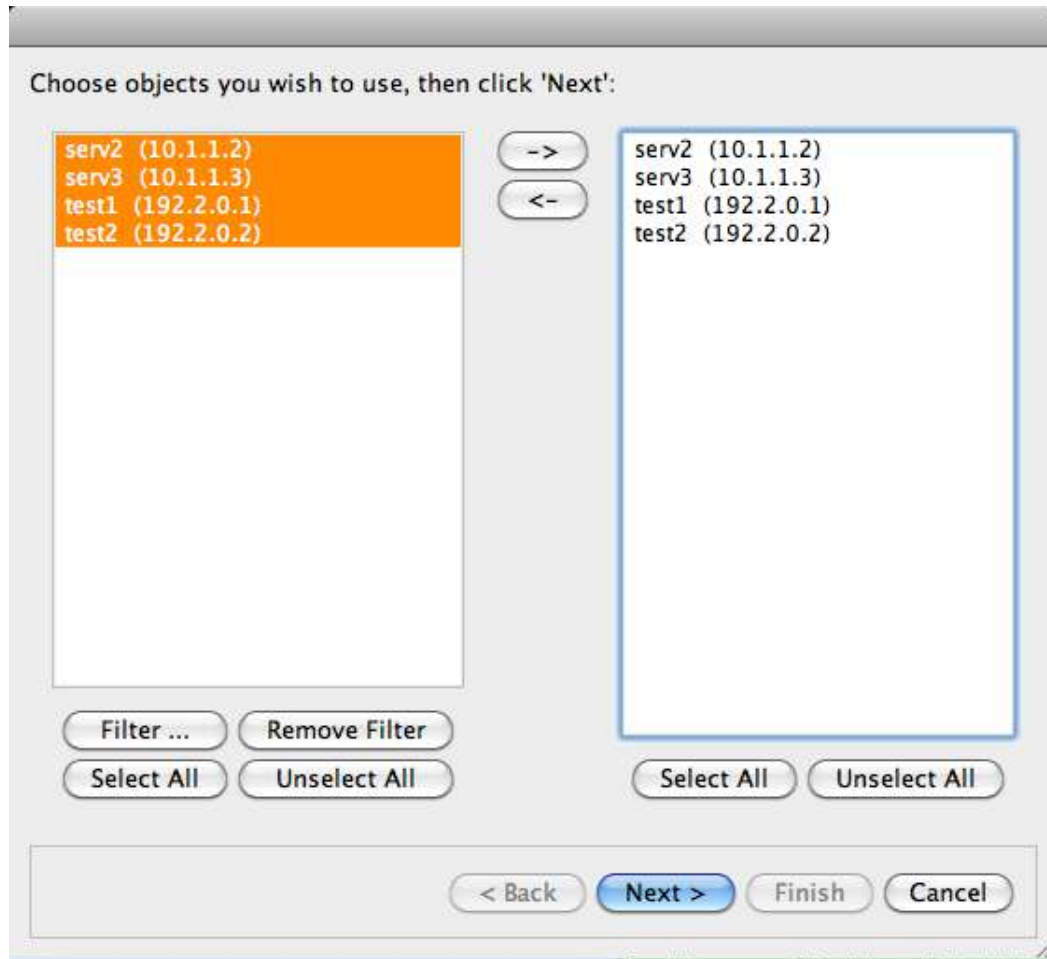 Choose objects you wish to use, then click 'Next':
serv2 (10.1.1.2)
serv3 (10.1.1.3)
test1 (192.2.0.1)
test2 (192.2.0.2)
->
<-
serv2 (10.1.1.2)
serv3 (10.1.1.3)
test1 (192.2.0.1)
test2 (192.2.0.2)
Filter ...
Remove Filter
Select All
Unselect All
Select All
Unselect All
< Back
Next >
Finish
Cancel